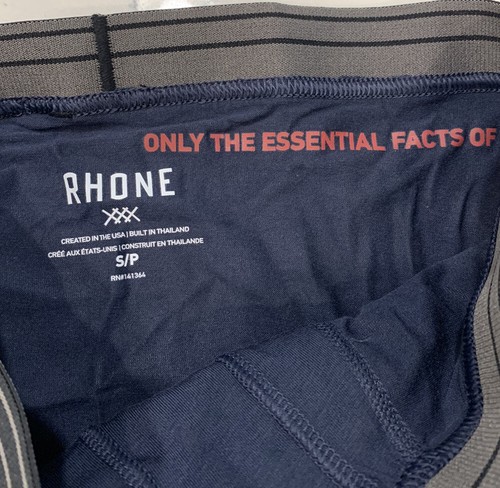 ONLY THE ESSENTIAL FACTS OF
RHONE
CREATED IN THE USA | BUILT IN THAILAND
CRÉÉ AUX ÉTATS-UNIS | CONSTRUIT EN THAILANDE
S/P
RN#141364